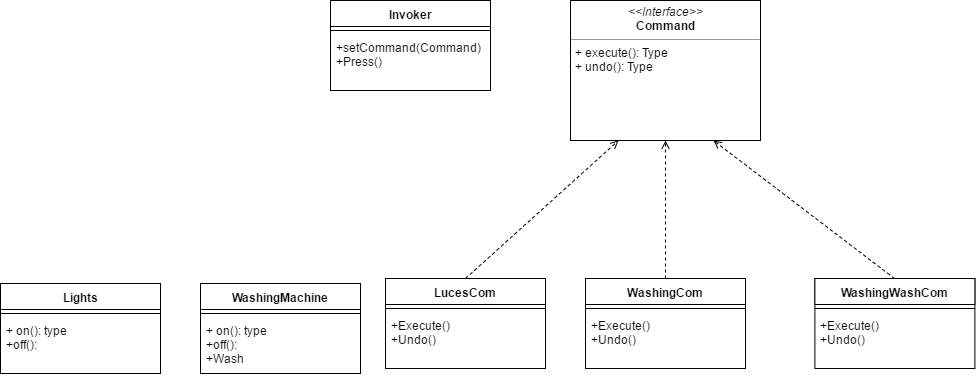 Invoker
+setCommand(Command)
+Press()
<<Interface>>
Command
+ execute(): Type
+ undo(): Type
Lights
+ on(): type
+off():
WashingMachine
+ on(): type
+off():
+Wash
LucesCom
+Execute()
+Undo()
WashingCom
+Execute()
+Undo()
WashingWashCom
+Execute()
+Undo()